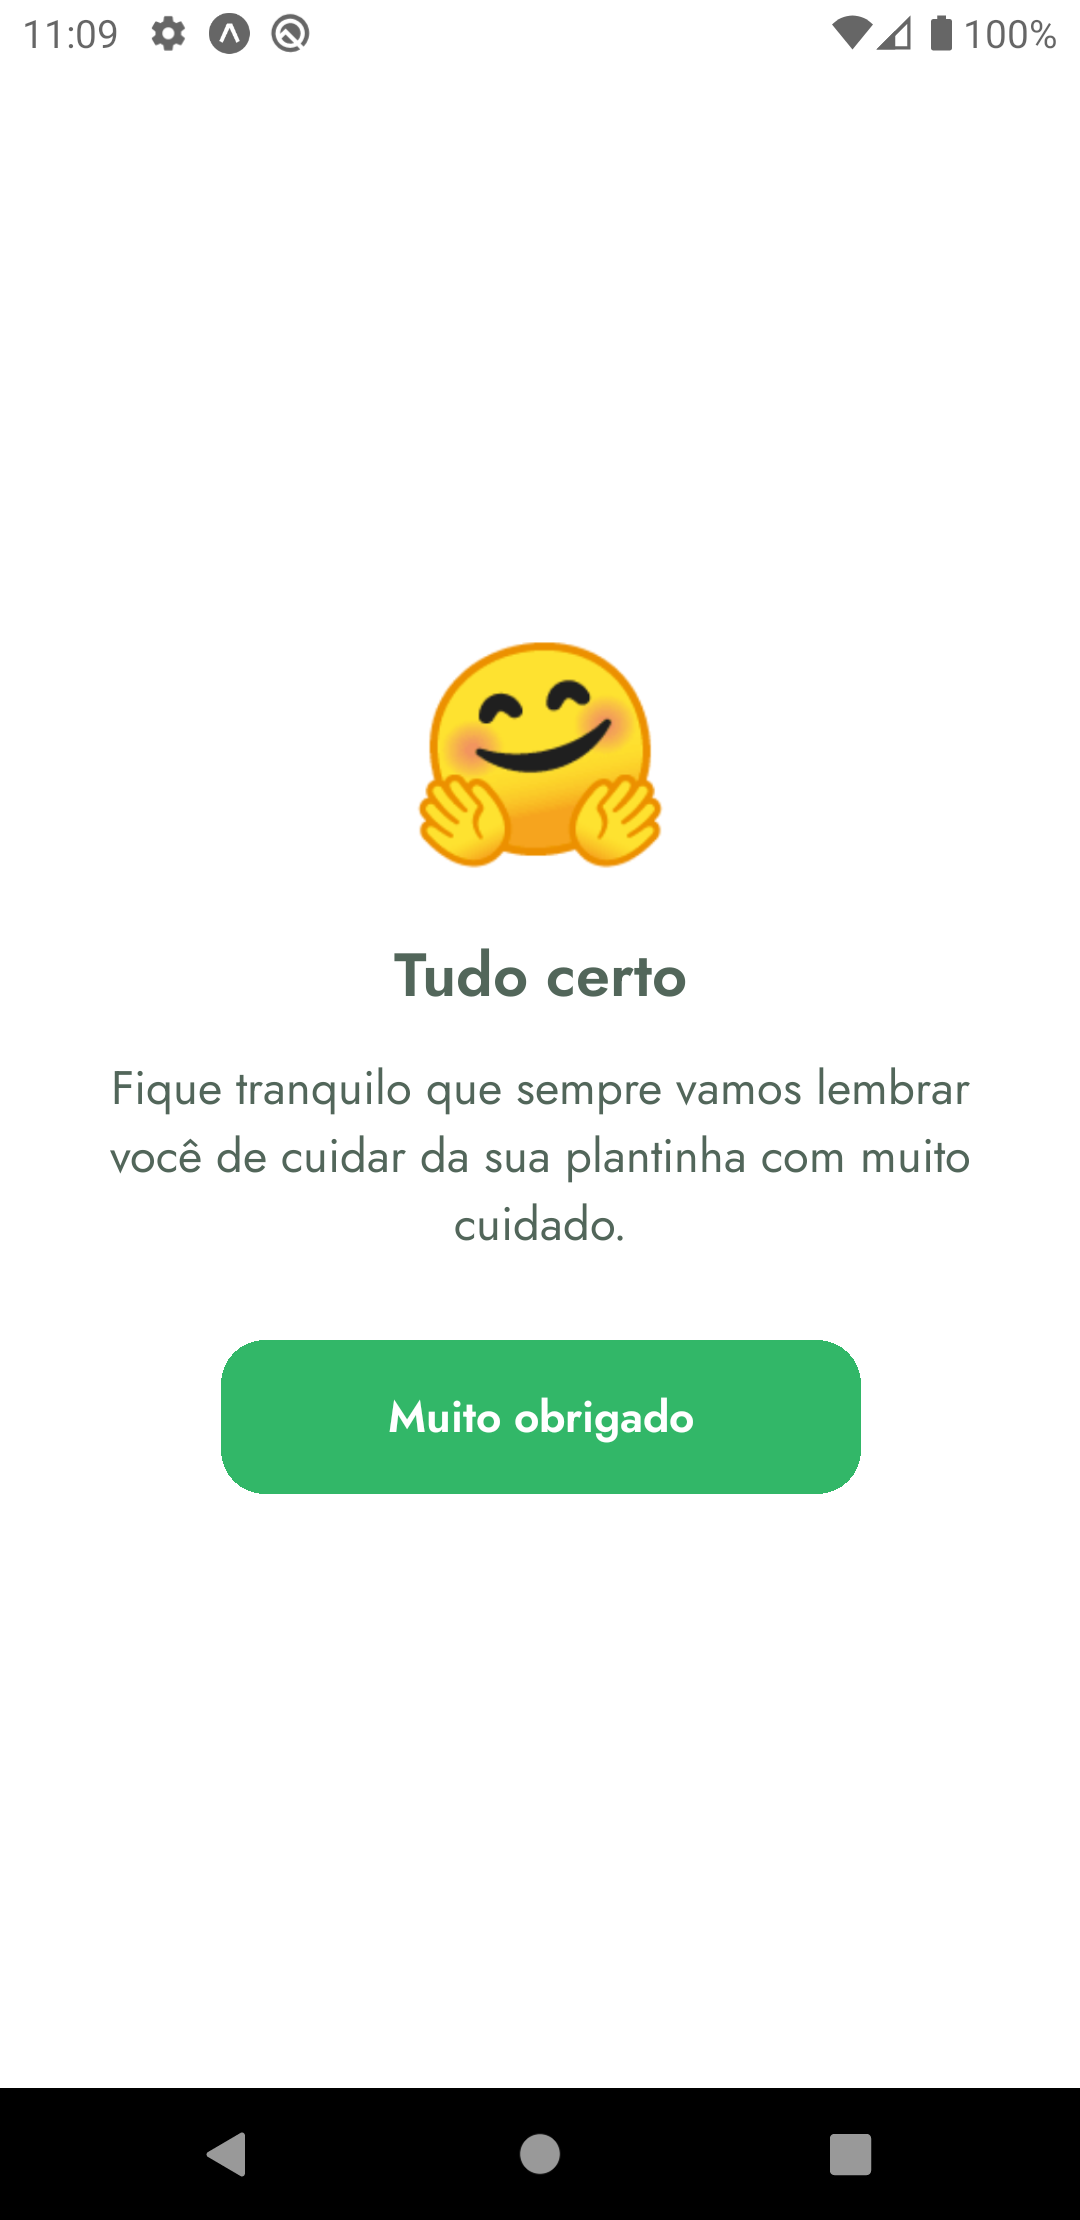 11:09 100%
Tudo certo
Fique tranquilo que sempre vamos lembrar
você de cuidar da sua plantinha com muito
cuidado.
Muito obrigado